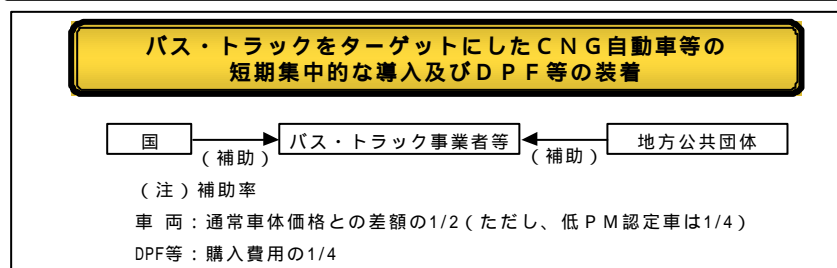 バス・トラックをターゲットにしたＣＮＧ自動車等の
短期集中的な導入及びＤＰＦ等の装着
国 （補助） バス・トラック事業者等 （補助） 地方公共団体
（注）補助率
車 両：通常車体価格との差額の1/2（ただし、低ＰＭ認定車は1/4）
DPF等：購入費用の1/4